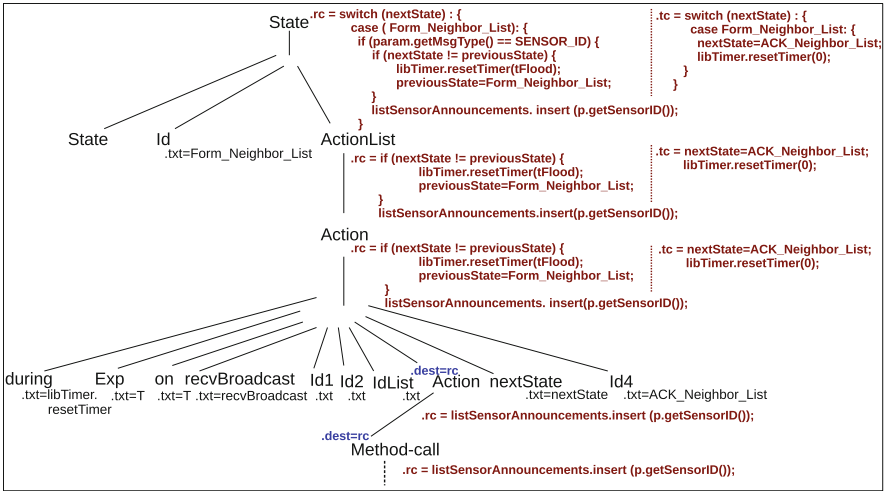 State
.rc = switch (nextState) : {
case ( Form_Neighbor_List): {
if (param.getMsgType() == SENSOR_ID) {
if (nextState != previousState) {
libTimer.resetTimer(tFlood);
previousState=Form_Neighbor_List;
}
listSensorAnnouncements. insert (p.getSensorID());
}
.tc = switch (nextState) : {
case Form_Neighbor_List: {
nextState=ACK_Neighbor_List;
libTimer.resetTimer(0);
}
}
State
Id
.txt=Form_Neighbor_List
ActionList
.rc = if (nextState != previousState) {
libTimer.resetTimer(tFlood);
previousState=Form_Neighbor_List;
}
listSensorAnnouncements.insert(p.getSensorID());
.tc = nextState=ACK_Neighbor_List;
libTimer.resetTimer(0);
Action
.rc = if (nextState != previousState) {
libTimer.resetTimer(tFlood);
previousState=Form_Neighbor_List;
}
listSensorAnnouncements. insert(p.getSensorID());
.tc = nextState=ACK_Neighbor_List;
libTimer.resetTimer(0);
.dest=rc
during Exp on recvBroadcast Id1 Id2 IdList Action nextState Id4
.txt=libTimer. .txt=T .txt=T .txt=recvBroadcast .txt .txt .txt .txt=nextState .txt=ACK_Neighbor_List
resetTimer
.rc = listSensorAnnouncements.insert (p.getSensorID());
.dest=rc
Method-call
.rc = listSensorAnnouncements.insert (p.getSensorID());